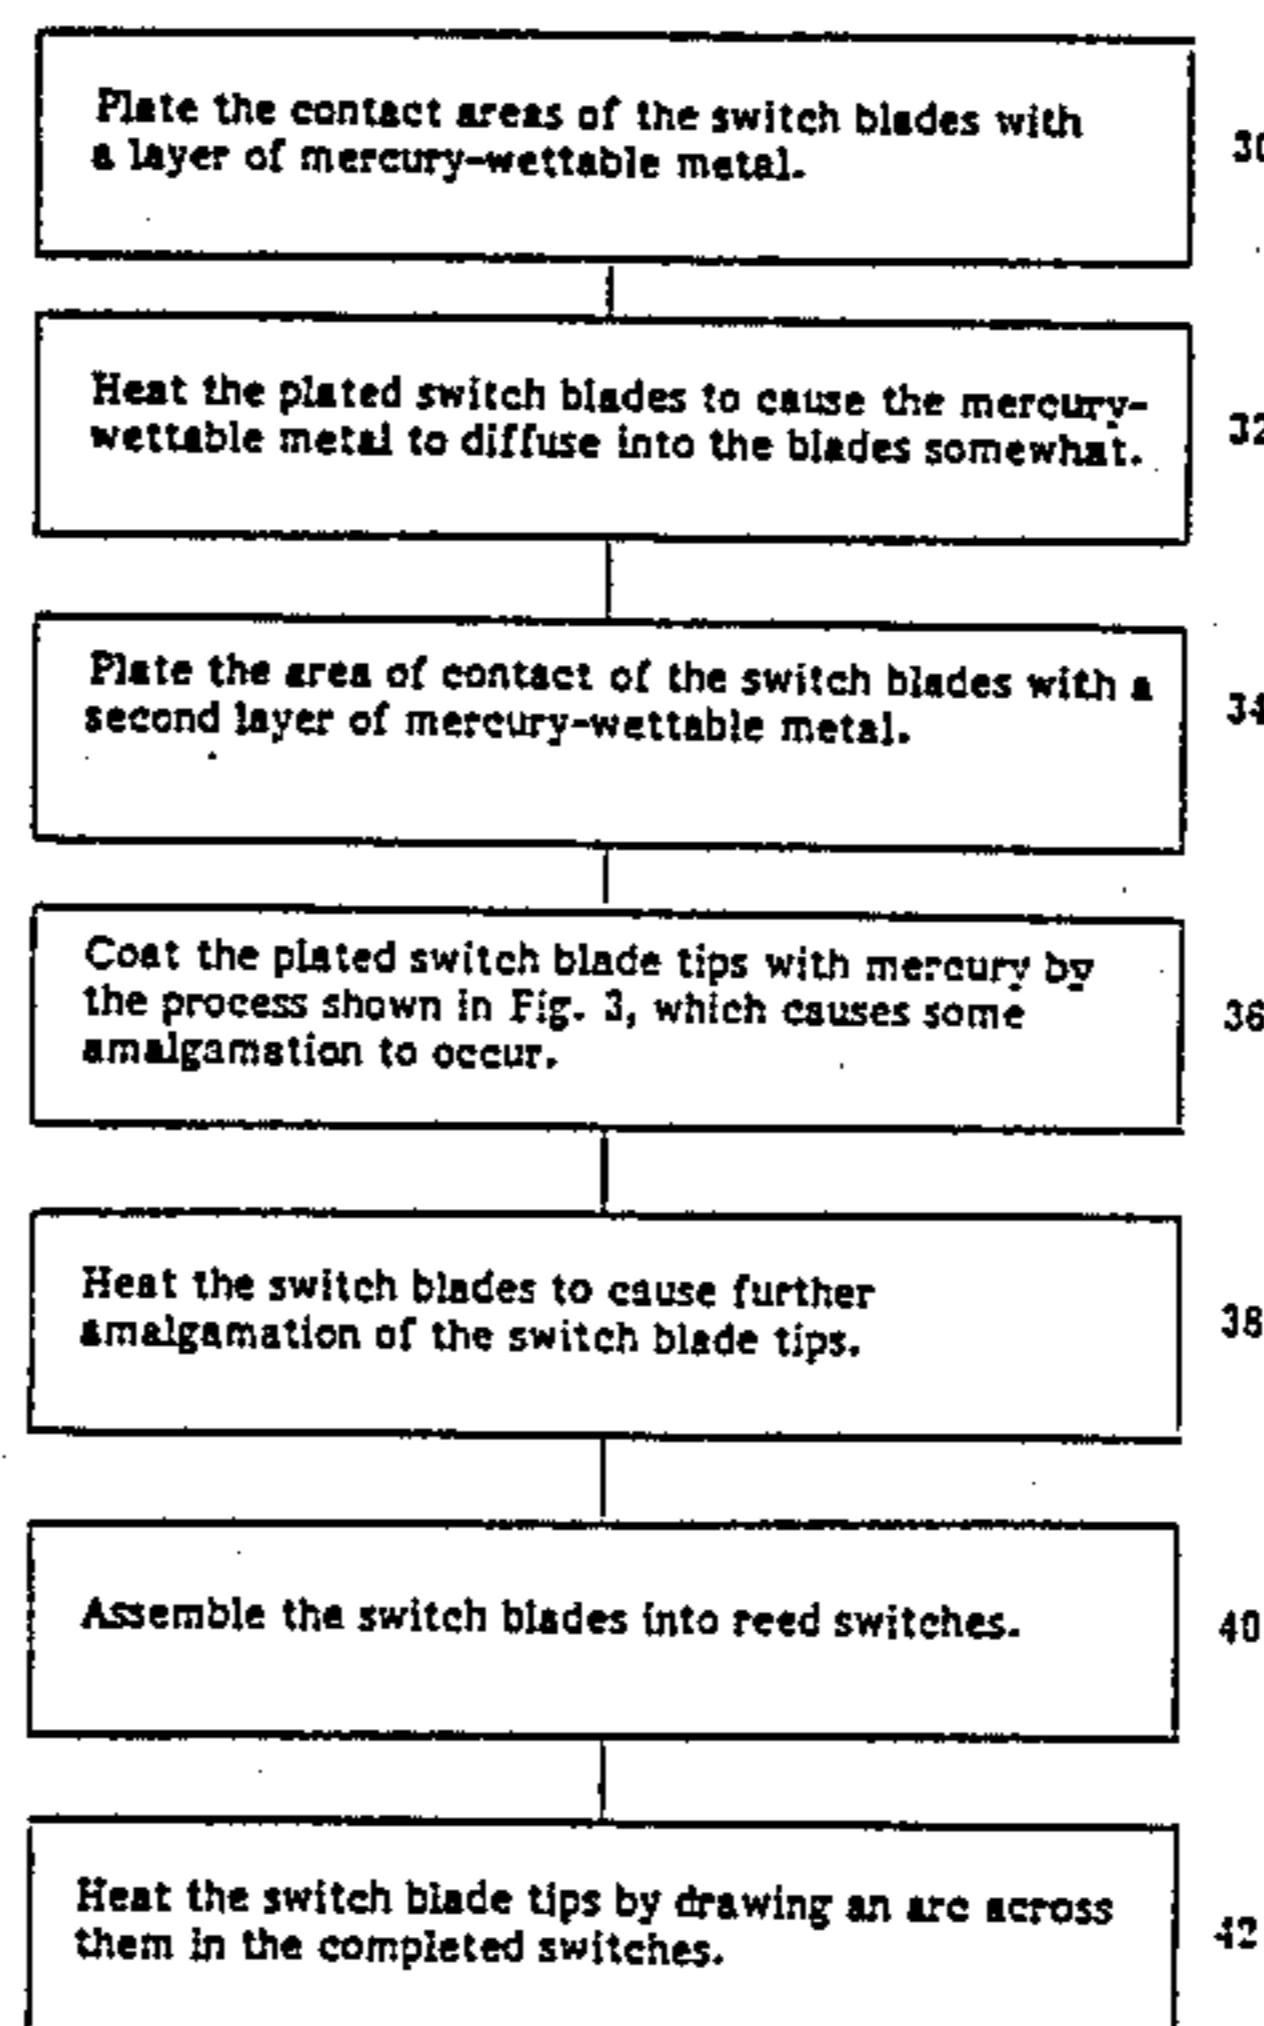 Plate the contact areas of the switch blades with
a layer of mercury-wettable metal.
30
Heat the plated switch blades to cause the mercury-
wettable metal to diffuse into the blades somewhat.
32
Plate the area of contact of the switch blades with a
second layer of mercury-wettable metal.
34
Coat the plated switch blade tips with mercury by
the process shown in Fig. 3, which causes some
amalgamation to occur.
36
Heat the switch blades to cause further
amalgamation of the switch blade tips.
38
Assemble the switch blades into reed switches.
40
Heat the switch blade tips by drawing an arc across
them in the completed switches.
42